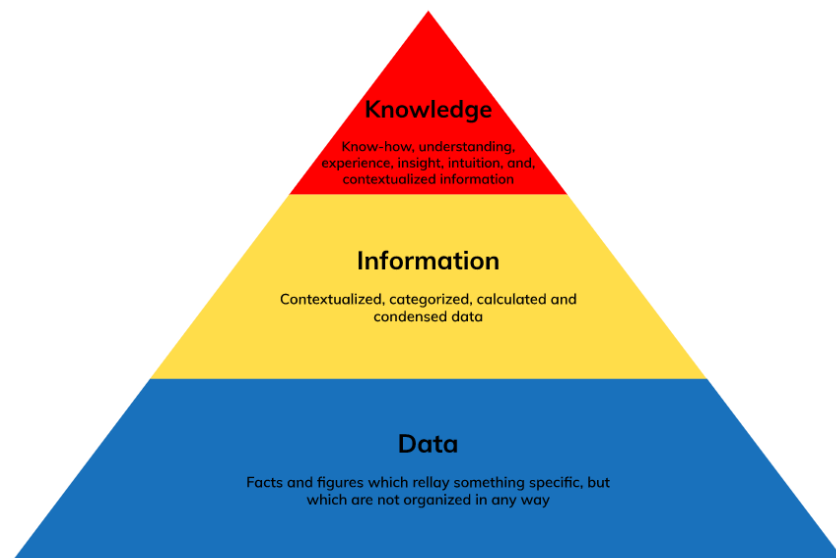 Knowledge
Know-how, understanding,
experience, insight, intuition, and,
contextualized information
Information
Contextualized, categorized, calculated and
condensed data
Data
Facts and figures which rellay something specific, but
which are not organized in any way